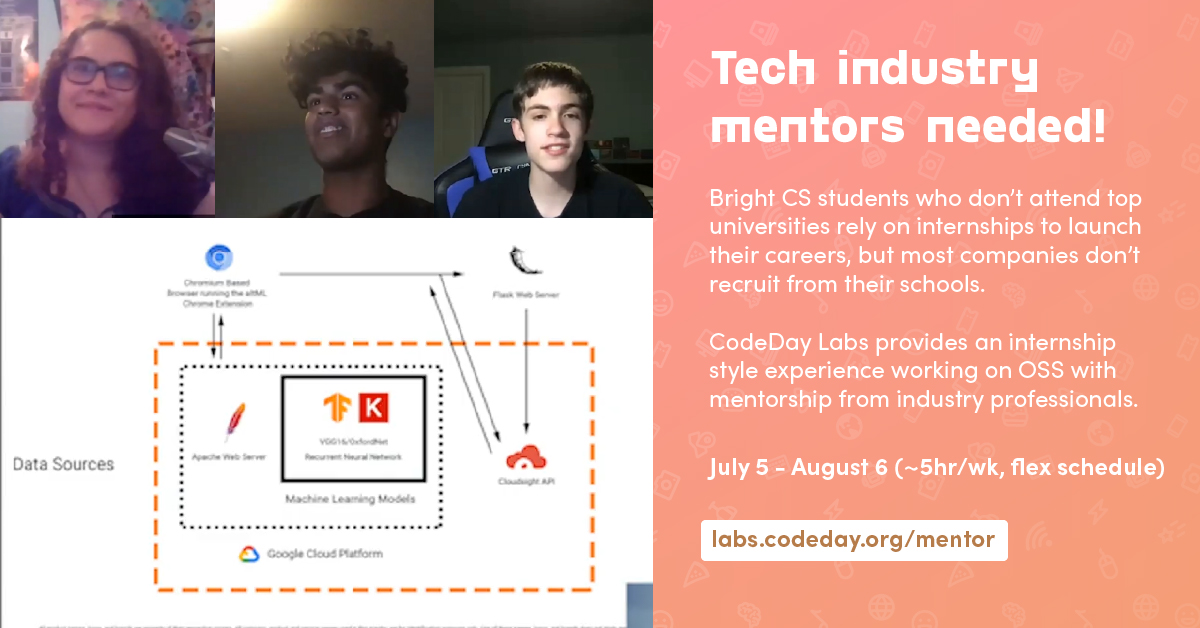 Tech industry
mentors needed!
Bright CS students who don’t attend top
universities rely on internships to launch
their careers, but most companies don’t
recruit from their schools.
CodeDay Labs provides an internship
style experience working on OSS with
mentorship from industry professionals.
July 5 - August 6 (~5hr/wk, flex schedule)
labs.codeday.org/mentor
GTR
Chromium Based
Browser running the altML
Chrome Extension
Flask Web Server
Data Sources
Apache Web Server
K
VGG16/OxfordNet
Recurrent Neural Network
Machine Learning Models
Cloudsight API
Google Cloud Platform